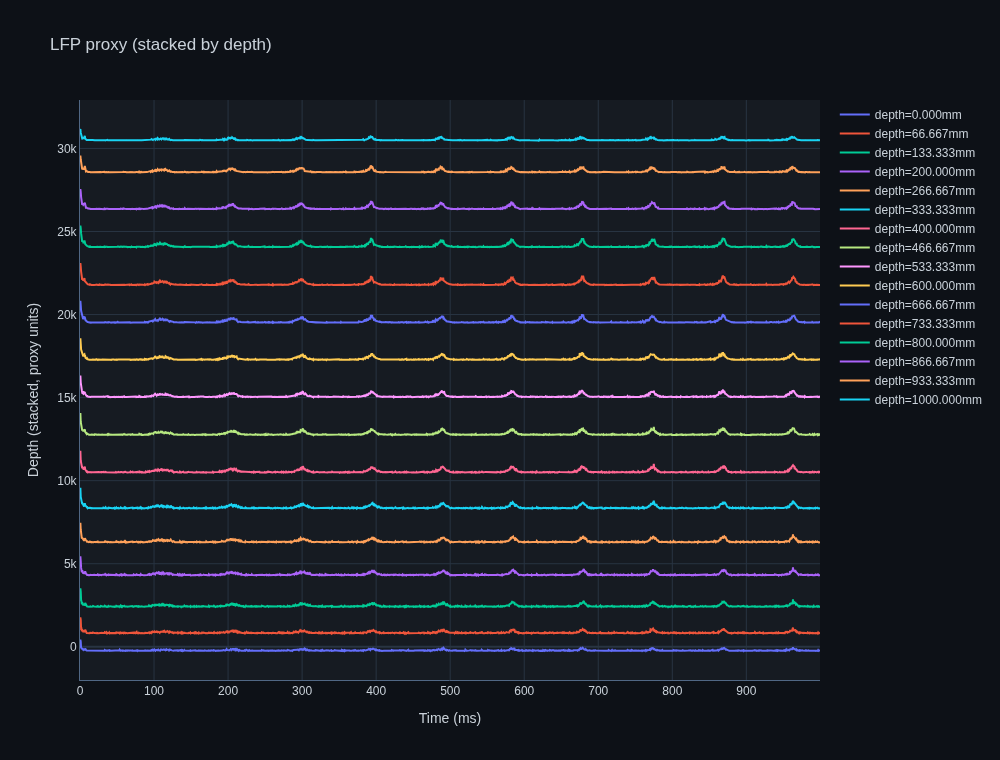 LFP proxy (stacked by depth)
30k
25k
20k
15k
10k
5k
0
Depth (stacked, proxy units)
0 100 200 300 400 500 600 700 800 900
Time (ms)
depth=0.000mm
depth=66.667mm
depth=133.333mm
depth=200.000mm
depth=266.667mm
depth=333.333mm
depth=400.000mm
depth=466.667mm
depth=533.333mm
depth=600.000mm
depth=666.667mm
depth=733.333mm
depth=800.000mm
depth=866.667mm
depth=933.333mm
depth=1000.000mm